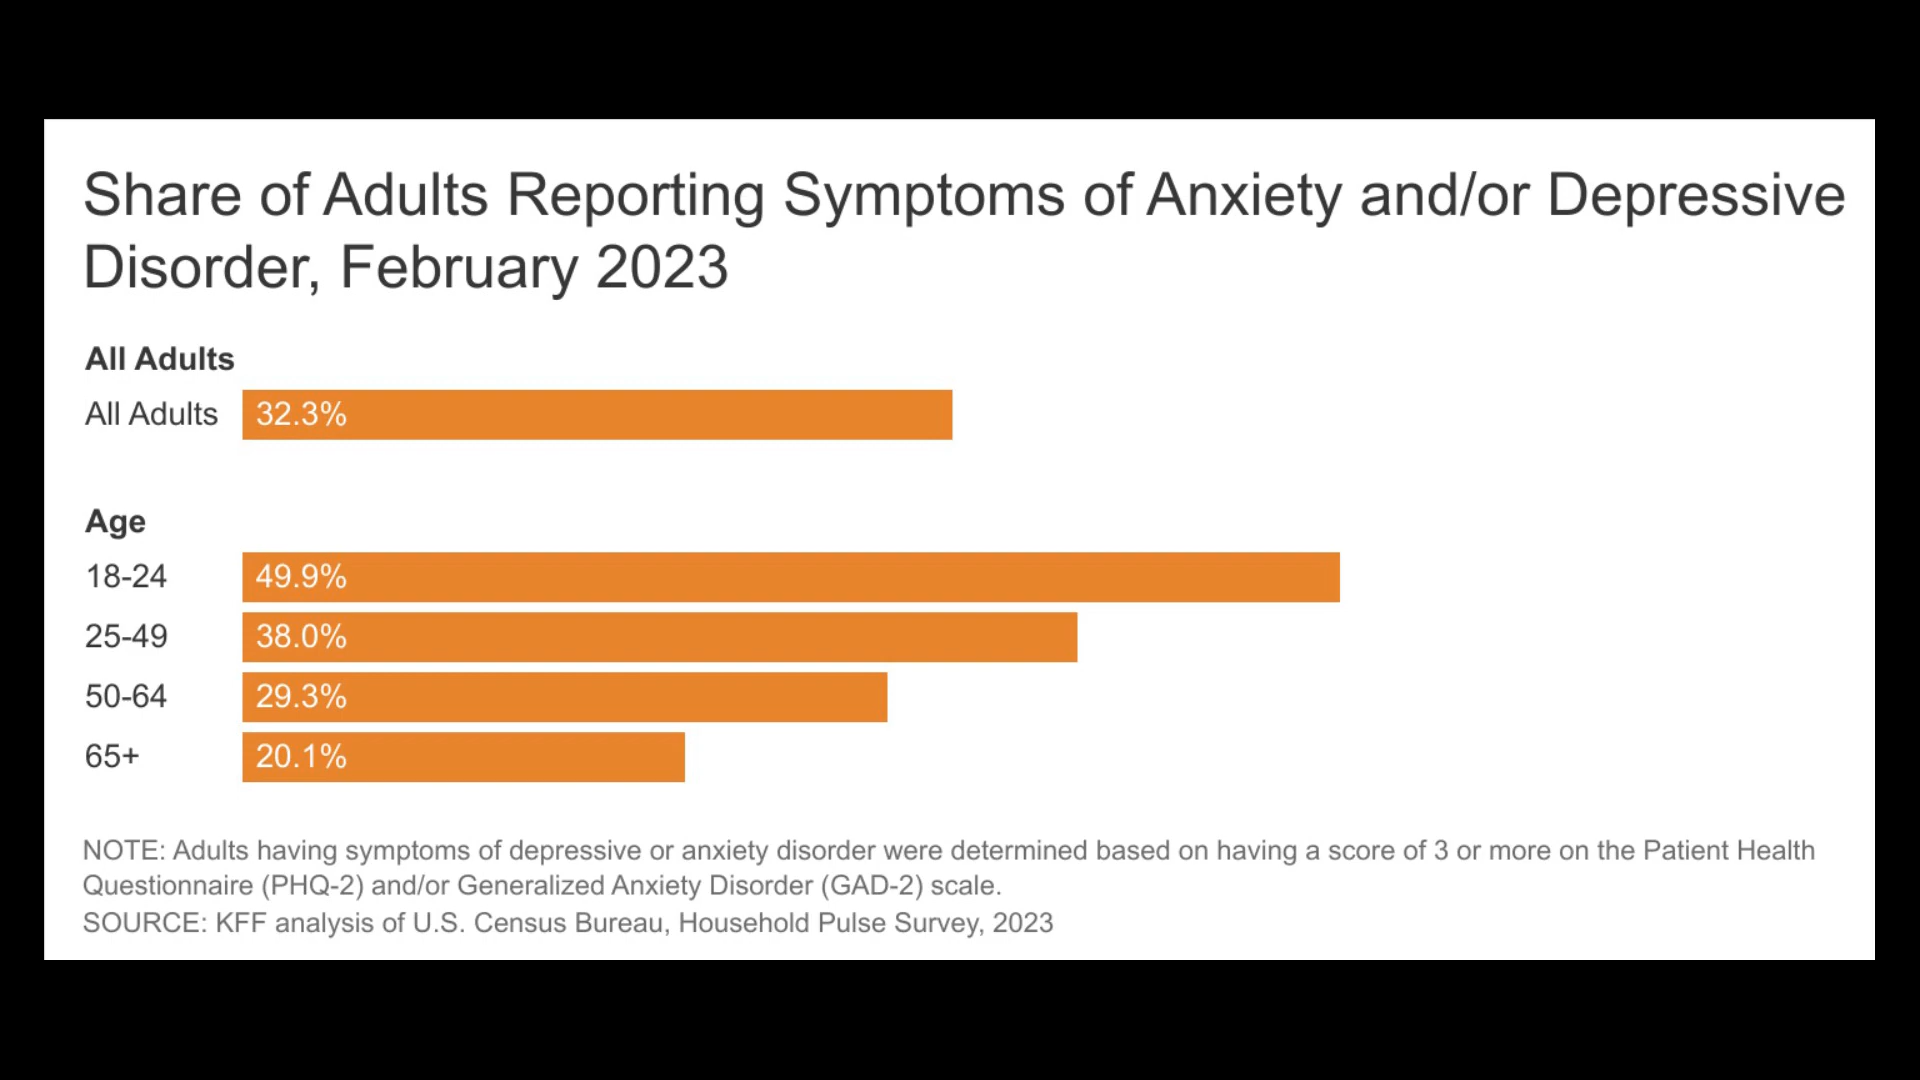 Share of Adults Reporting Symptoms of Anxiety and/or Depressive
Disorder, February 2023
All Adults
All Adults 32.3%
Age
18-24 49.9%
25-49 38.0%
50-64 29.3%
65+ 20.1%
NOTE: Adults having symptoms of depressive or anxiety disorder were determined based on having a score of 3 or more on the Patient Health
Questionnaire (PHQ-2) and/or Generalized Anxiety Disorder (GAD-2) scale.
SOURCE: KFF analysis of U.S. Census Bureau, Household Pulse Survey, 2023